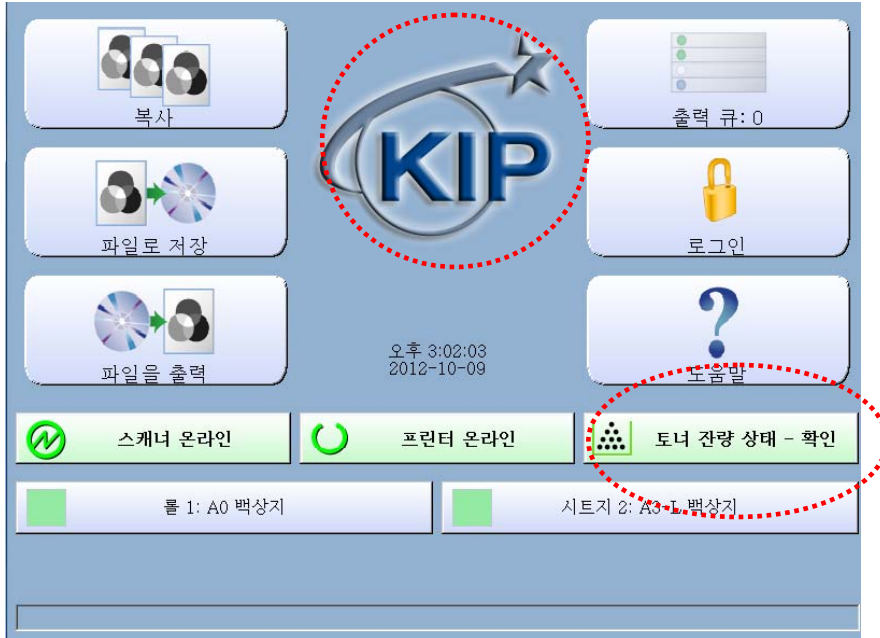 복사
KIP
출력 큐: 0
파일로 저장
로그인
파일을 출력
오후 3:02:03
2012-10-09
도움말
스캐너 온라인
프린터 온라인
토너 잔량 상태 - 확인
롤 1: A0 백상지
시트지 2: A3-L 백상지